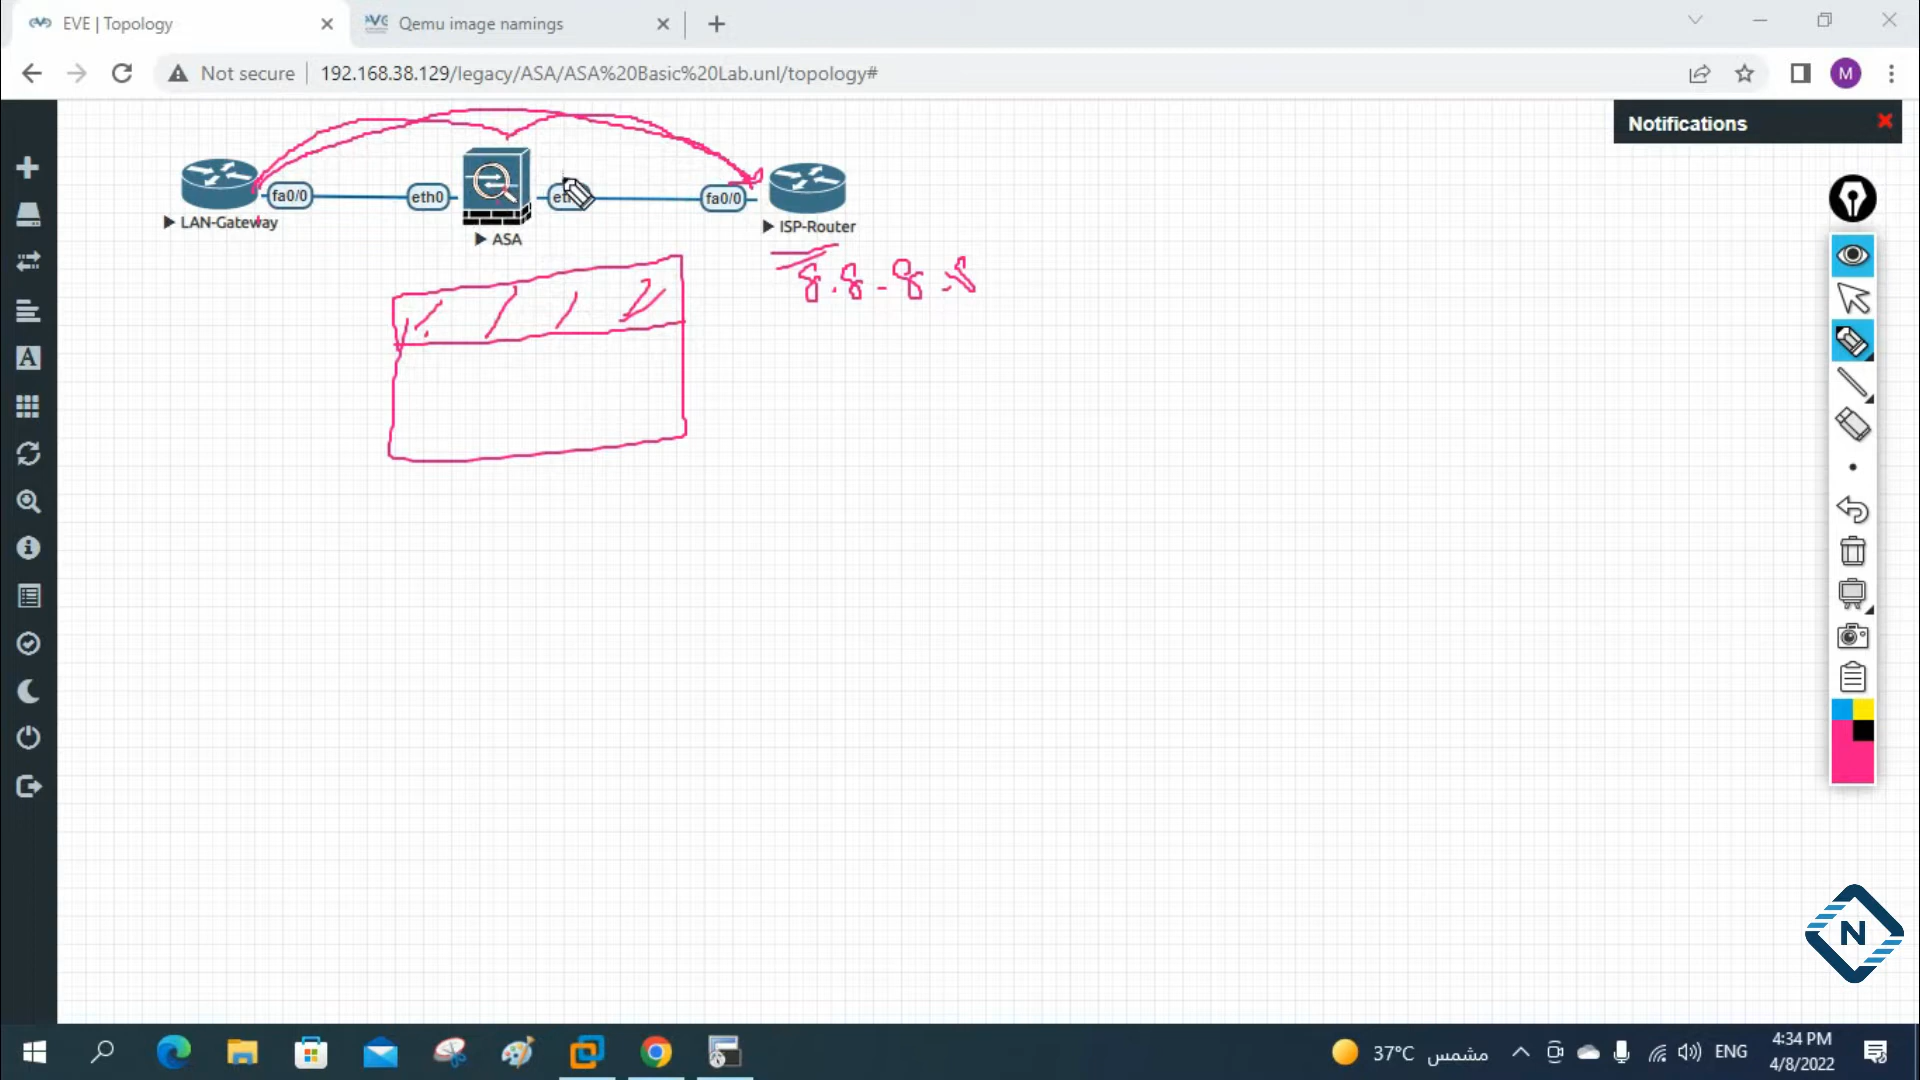 EVE | Topology
Qemu image namings
Not secure
192.168.38.129/legacy/ASA/ASA%20Basic%20Lab.unl/topology#
M
Notifications
fa0/0
eth0
fa0/0
LAN-Gateway
ASA
ISP-Router
8.8-8.8
A
N
37°C
مشمس
ENG
4:34 PM
4/8/2022